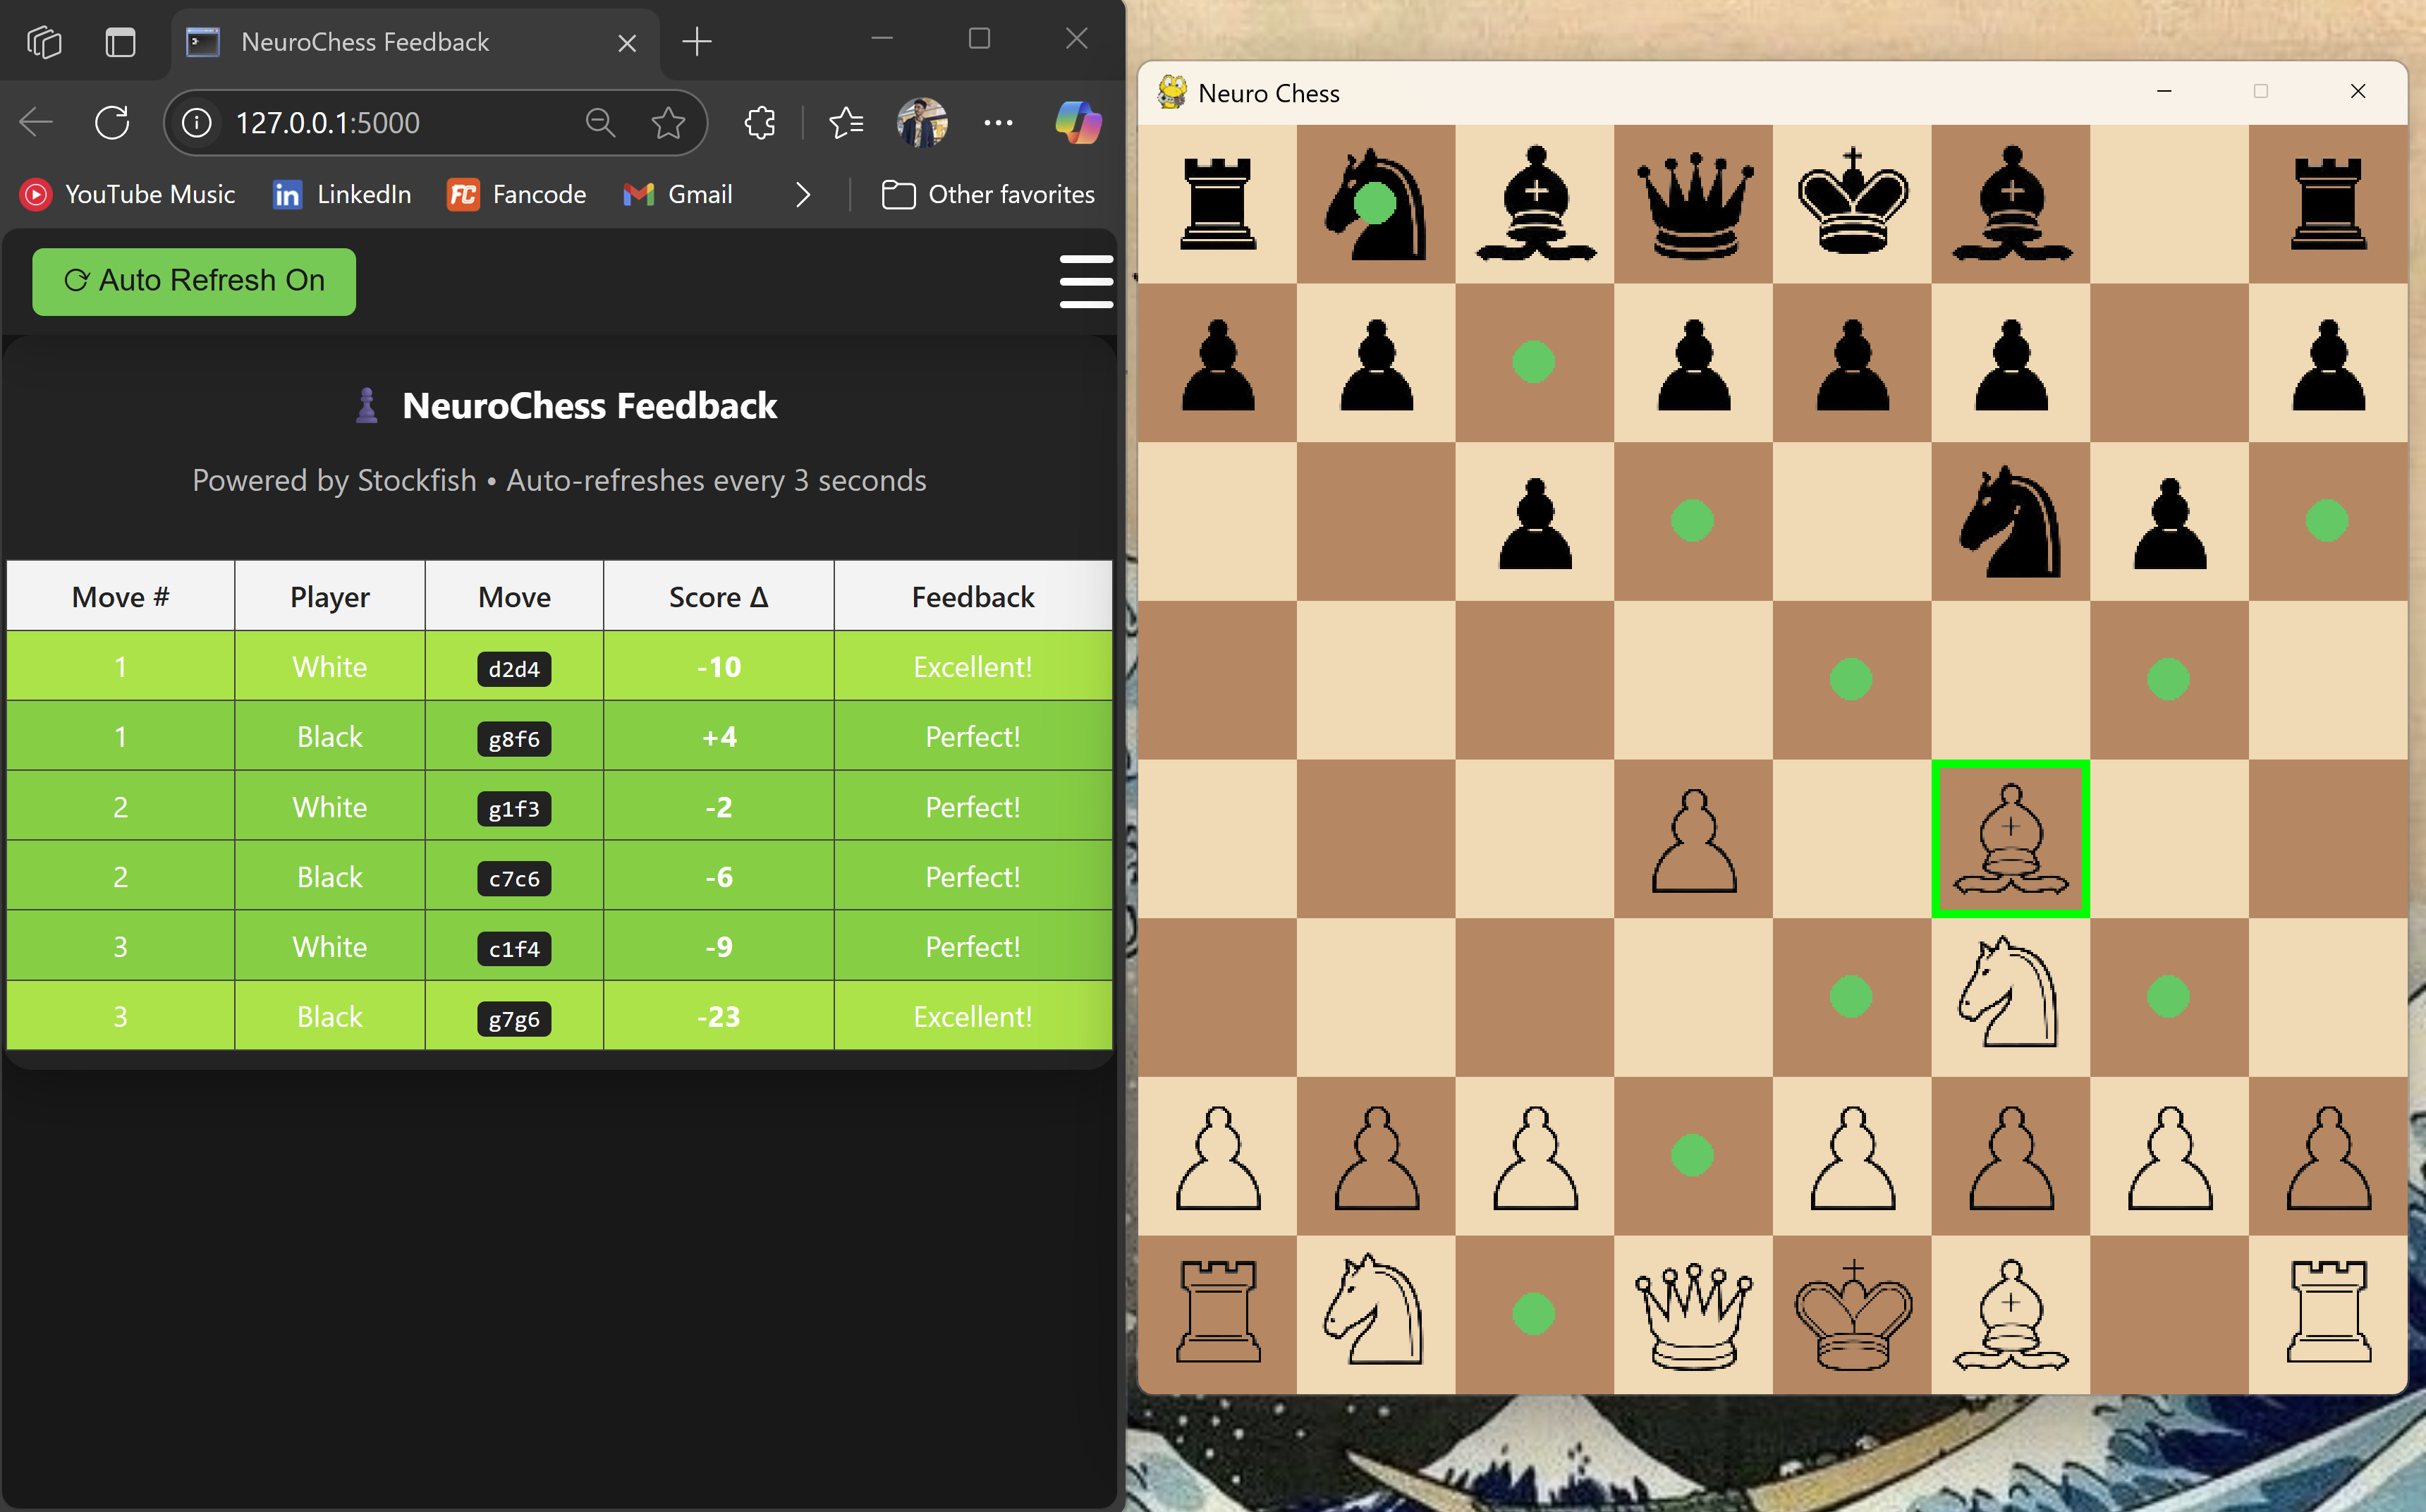 NeuroChess Feedback
127.0.0.1:5000
YouTube Music LinkedIn FC Fancode Gmail Other favorites
Auto Refresh On
NeuroChess Feedback
Powered by Stockfish • Auto-refreshes every 3 seconds
Move # Player Move Score Δ Feedback
1 White d2d4 -10 Excellent!
1 Black g8f6 +4 Perfect!
2 White g1f3 -2 Perfect!
2 Black c7c6 -6 Perfect!
3 White c1f4 -9 Perfect!
3 Black g7g6 -23 Excellent!
Neuro Chess